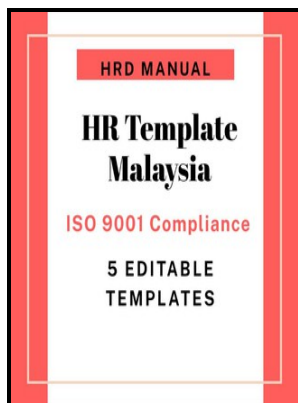 HRD MANUAL
HR Template
Malaysia
ISO 9001 Compliance
5 EDITABLE
TEMPLATES